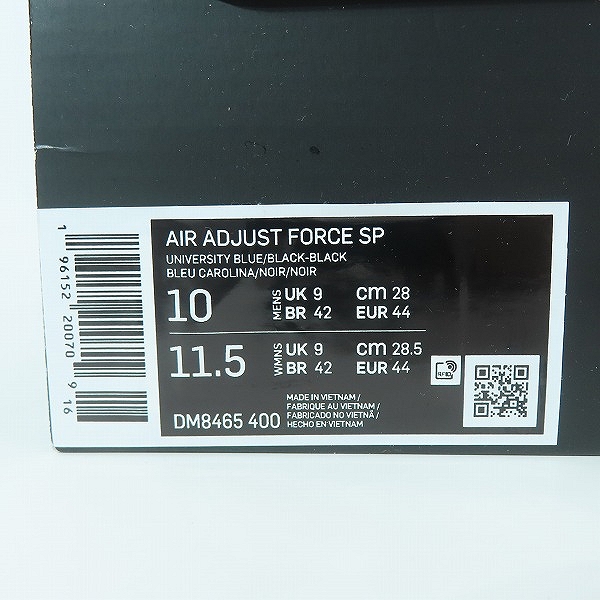 AIR ADJUST FORCE SP
UNIVERSITY BLUE/BLACK-BLACK
BLEU CAROLINA/NOIR/NOIR
10 MENS UK 9 cm 28
BR 42 EUR 44
11.5 WMNS UK 9 cm 28.5
BR 42 EUR 44
RFID
DM8465 400
MADE IN VIETNAM /
FABRIQUE AU VIETNAM /
FABRICADO NO VIETNÃ /
HECHO EN VIETNAM
1 96152 20070 9 16